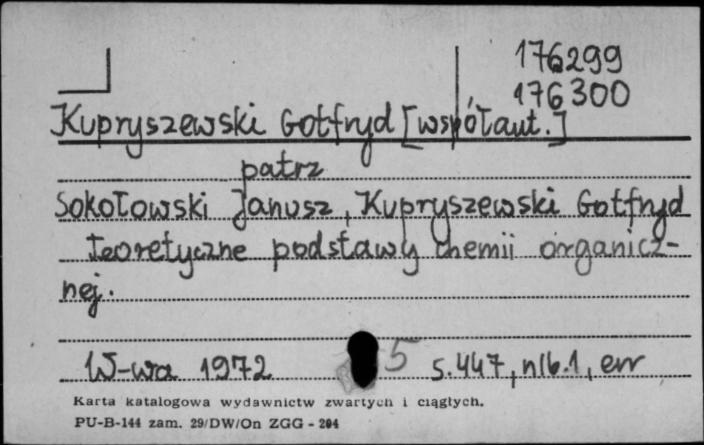 176299
176300
Kupryszewski Gotfryd [współaut.]
patrz
Sokołowski Janusz, Kupryszewski Gotfryd
Teoretyczne podstawy chemii organicz-
nej.
W-wa 1972 5 s. 447, nlb. 1, err
Karta katalogowa wydawnictw zwartych i ciągłych.
PU-B-144 zam. 29/DW/On ZGG - 204